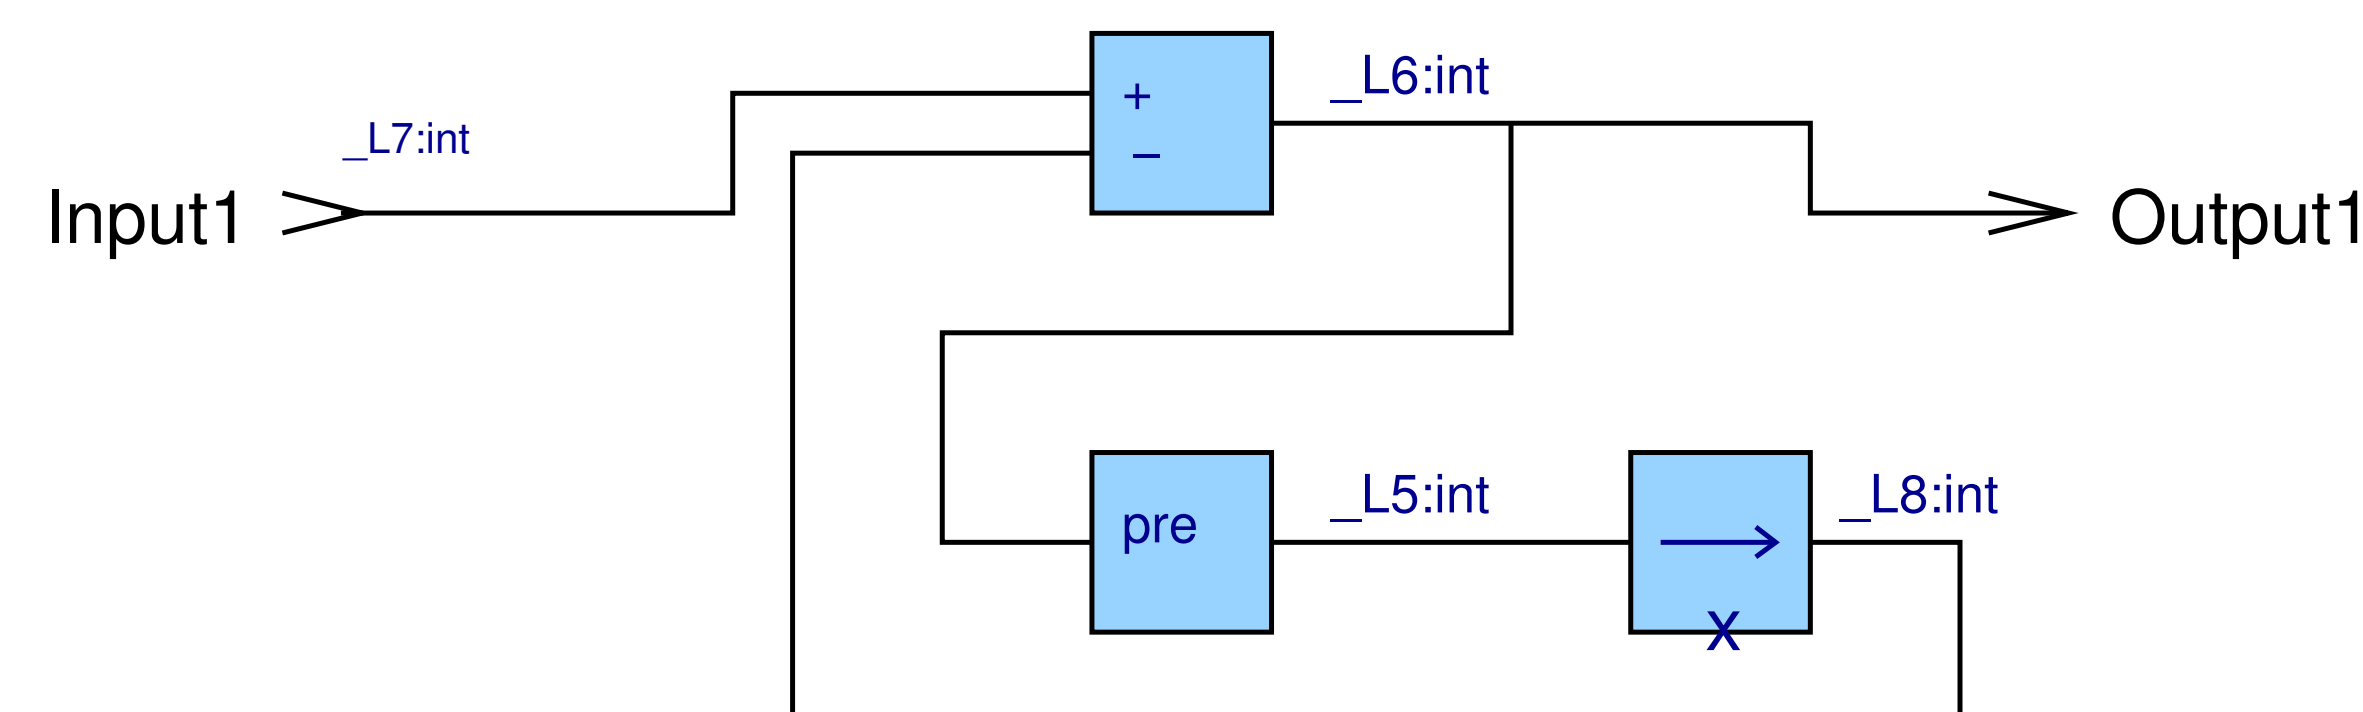 +
_L6:int
_L7:int
–
Input1
Output1
pre
_L5:int
_L8:int
x